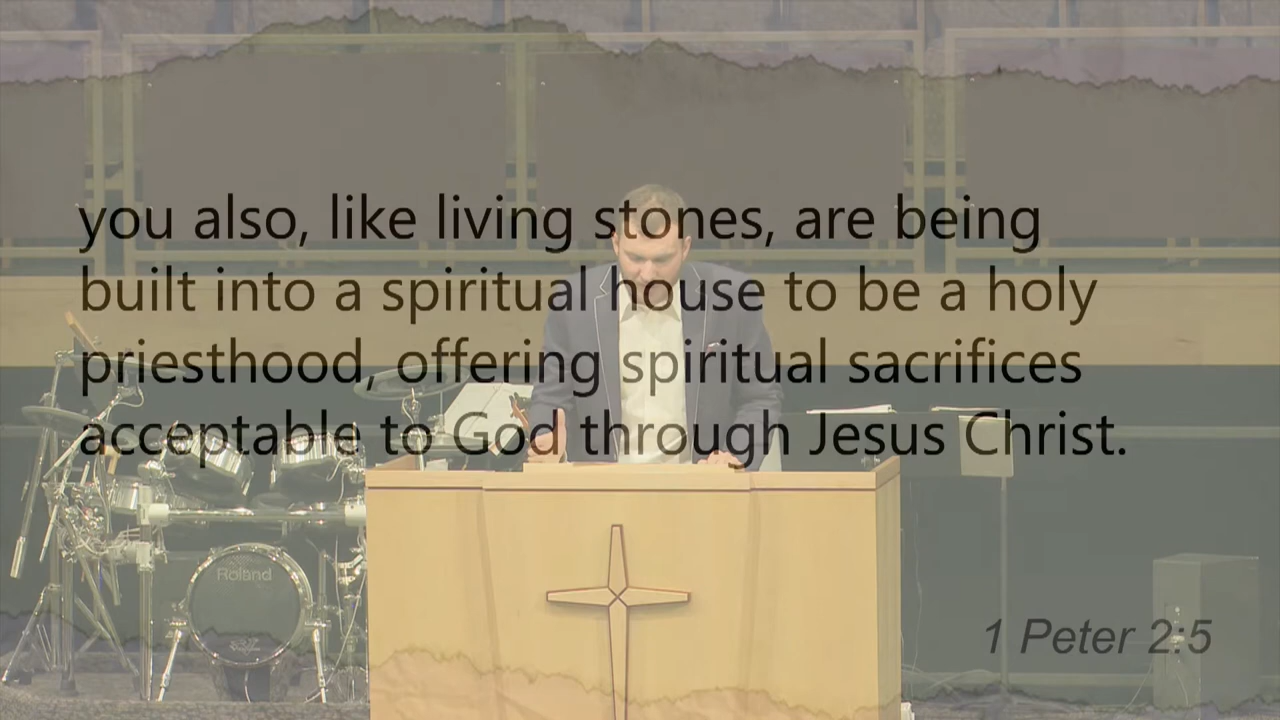 you also, like living stones, are being
built into a spiritual house to be a holy
priesthood, offering spiritual sacrifices
acceptable to God through Jesus Christ.
Roland
1 Peter 2:5